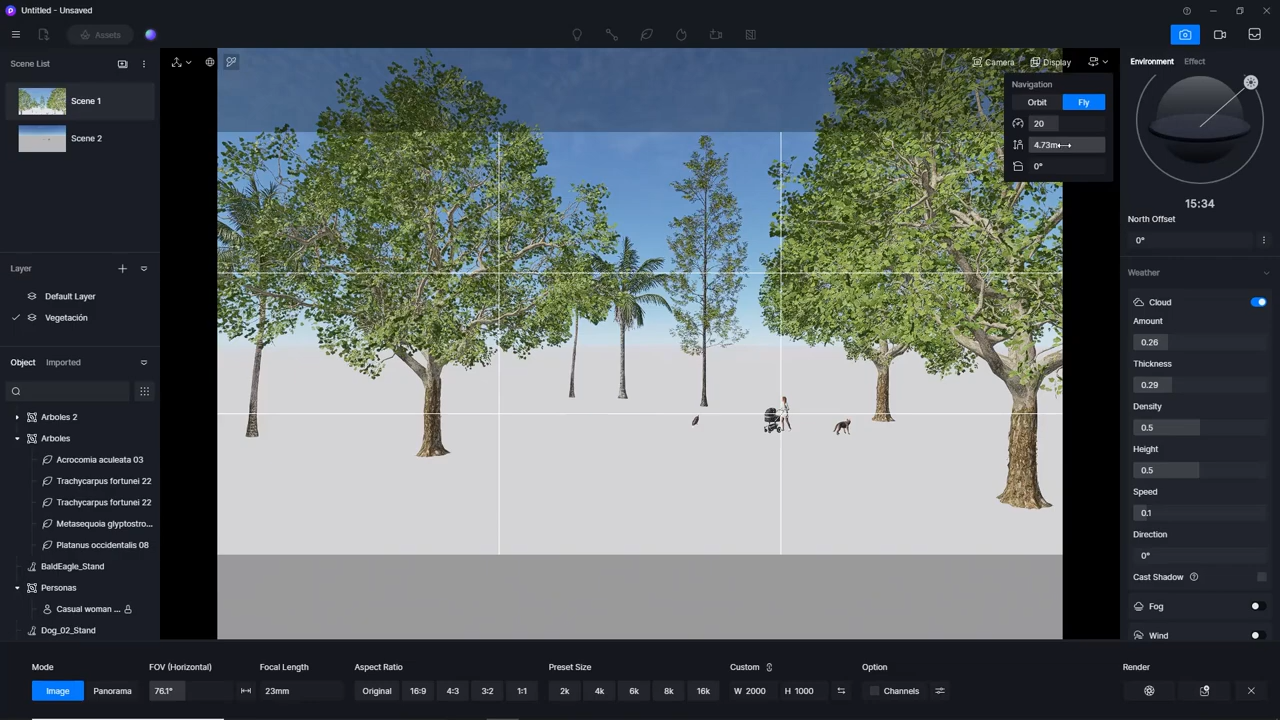 Untitled - Unsaved
Assets
Scene List
Scene 1
Scene 2
Layer
Default Layer
Vegetación
Object Imported
Arboles 2
Arboles
Acrocomia aculeata 03
Trachycarpus fortunei 22
Trachycarpus fortunei 22
Metasequoia glyptostro...
Platanus occidentalis 08
BaldEagle_Stand
Personas
Casual woman ...
Dog_02_Stand
Camera Display
Navigation
Orbit Fly
20
4.73m
0°
Environment Effect
15:34
North Offset
0°
Weather
Cloud
Amount
0.26
Thickness
0.29
Density
0.5
Height
0.5
Speed
0.1
Direction
0°
Cast Shadow
Fog
Wind
Mode FOV (Horizontal) Focal Length Aspect Ratio Preset Size Custom Option Render
Image Panorama 76.1° 23mm Original 16:9 4:3 3:2 1:1 2k 4k 6k 8k 16k W 2000 H 1000 Channels